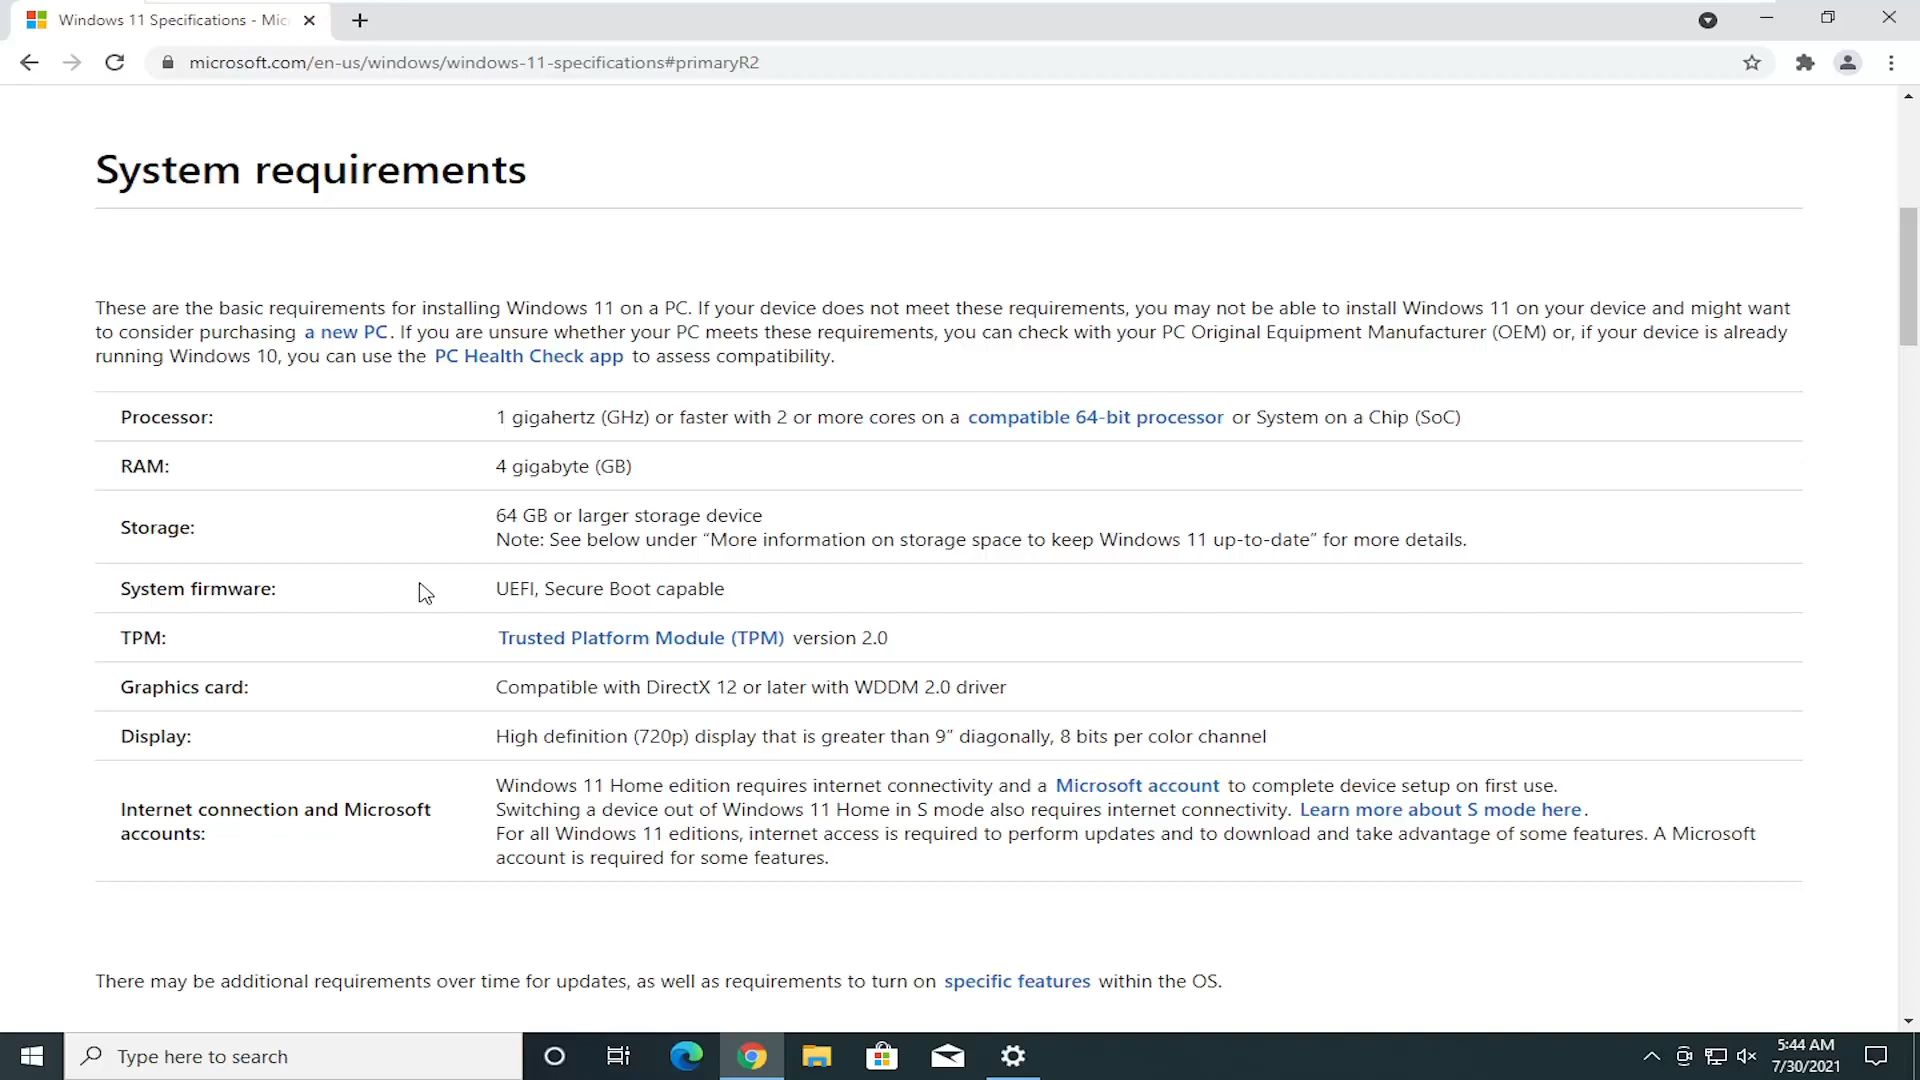 Windows 11 Specifications - Mic
microsoft.com/en-us/windows/windows-11-specifications#primaryR2
System requirements
These are the basic requirements for installing Windows 11 on a PC. If your device does not meet these requirements, you may not be able to install Windows 11 on your device and might want
to consider purchasing a new PC. If you are unsure whether your PC meets these requirements, you can check with your PC Original Equipment Manufacturer (OEM) or, if your device is already
running Windows 10, you can use the PC Health Check app to assess compatibility.
Processor: 1 gigahertz (GHz) or faster with 2 or more cores on a compatible 64-bit processor or System on a Chip (SoC)
RAM: 4 gigabyte (GB)
Storage: 64 GB or larger storage device
Note: See below under “More information on storage space to keep Windows 11 up-to-date” for more details.
System firmware: UEFI, Secure Boot capable
TPM: Trusted Platform Module (TPM) version 2.0
Graphics card: Compatible with DirectX 12 or later with WDDM 2.0 driver
Display: High definition (720p) display that is greater than 9” diagonally, 8 bits per color channel
Internet connection and Microsoft
accounts:
Windows 11 Home edition requires internet connectivity and a Microsoft account to complete device setup on first use.
Switching a device out of Windows 11 Home in S mode also requires internet connectivity. Learn more about S mode here.
For all Windows 11 editions, internet access is required to perform updates and to download and take advantage of some features. A Microsoft
account is required for some features.
There may be additional requirements over time for updates, as well as requirements to turn on specific features within the OS.
Type here to search
5:44 AM
7/30/2021